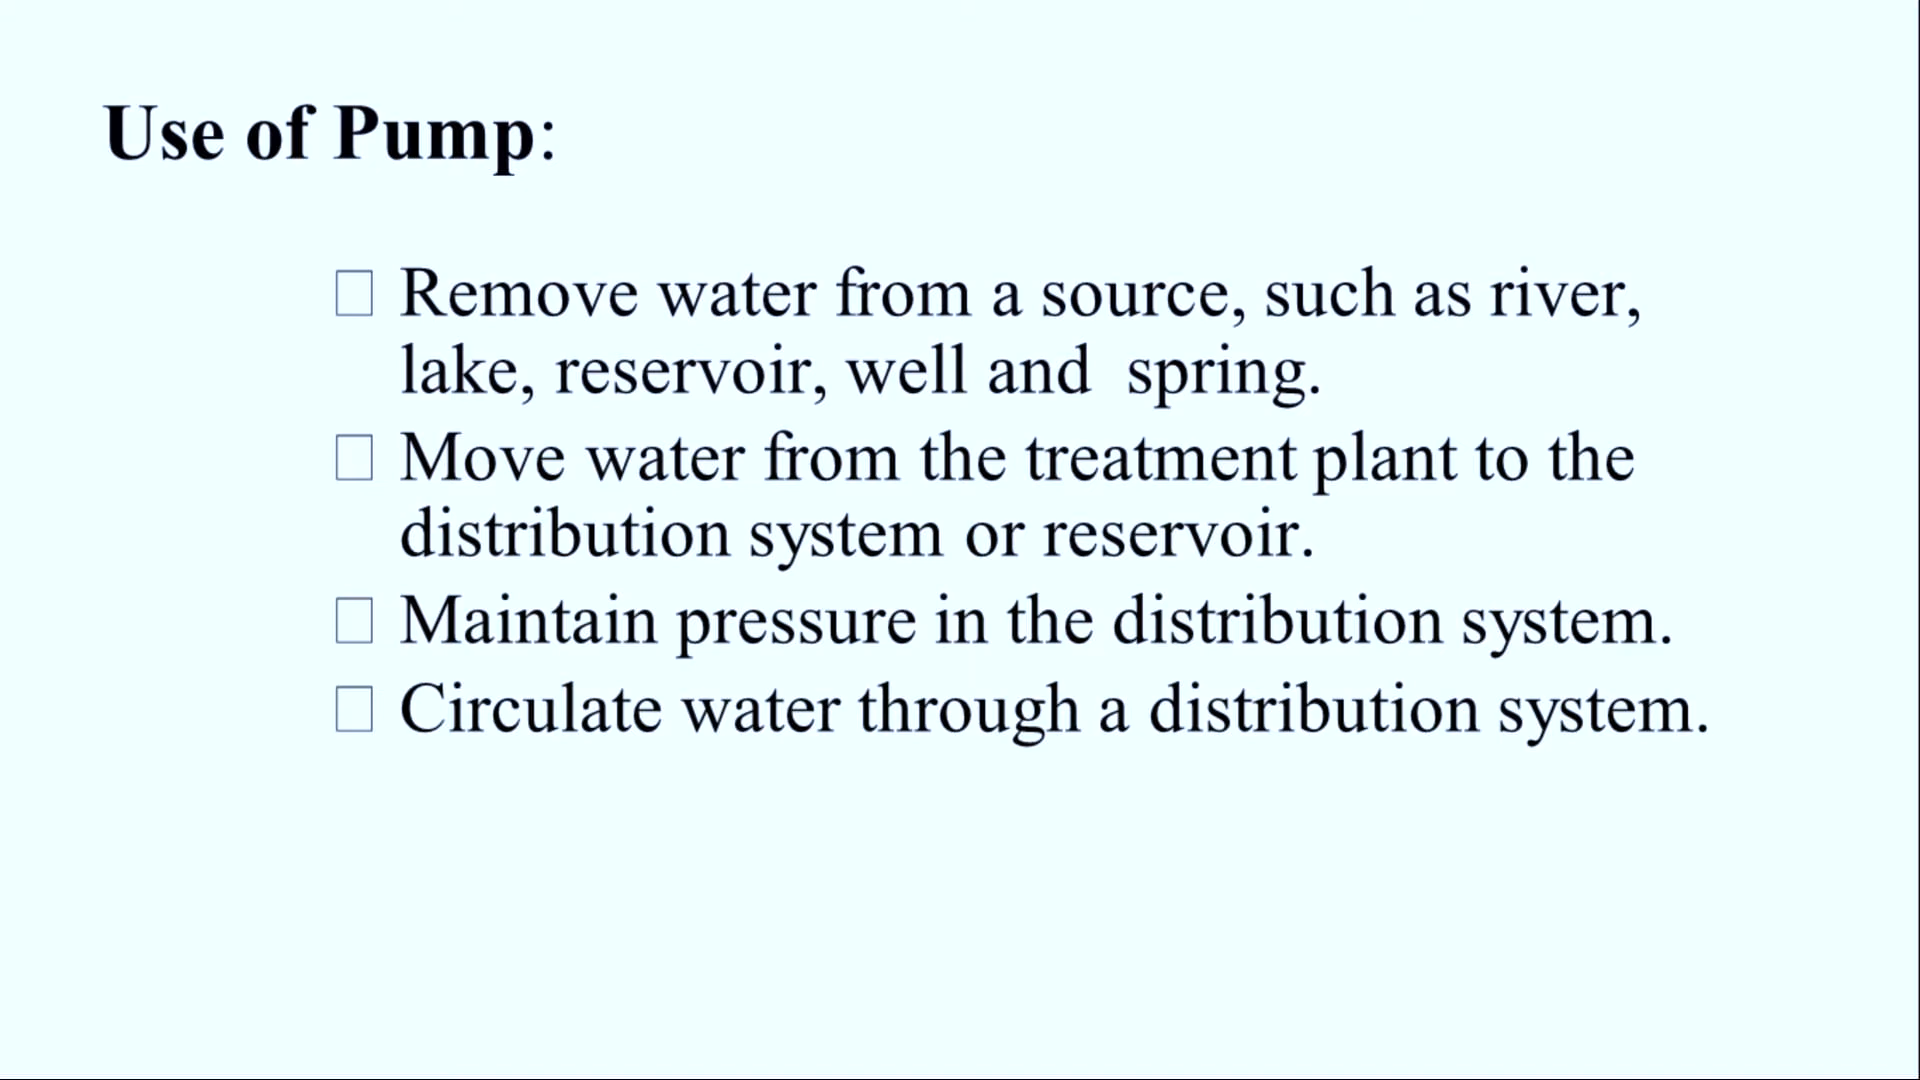 Use of Pump:
□ Remove water from a source, such as river,
lake, reservoir, well and  spring.
□ Move water from the treatment plant to the
distribution system or reservoir.
□ Maintain pressure in the distribution system.
□ Circulate water through a distribution system.